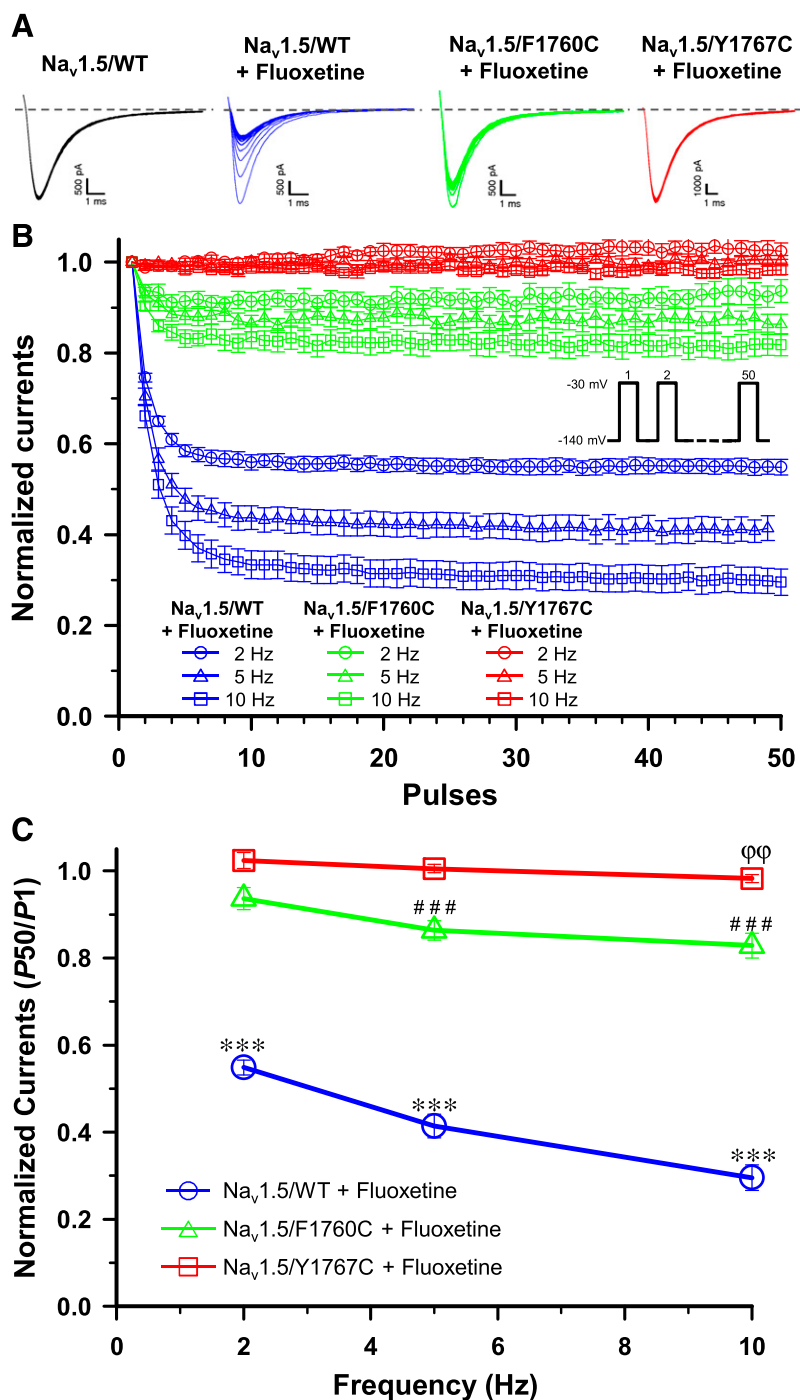 A
Naᵥ1.5/WT
Naᵥ1.5/WT
+ Fluoxetine
Naᵥ1.5/F1760C
+ Fluoxetine
Naᵥ1.5/Y1767C
+ Fluoxetine
500 pA
1 ms
500 pA
1 ms
500 pA
1 ms
1000 pA
1 ms
B
Normalized currents
1.0
0.8
0.6
0.4
0.2
0.0
-30 mV
1
2
50
-140 mV
Naᵥ1.5/WT
+ Fluoxetine
2 Hz
5 Hz
10 Hz
Naᵥ1.5/F1760C
+ Fluoxetine
2 Hz
5 Hz
10 Hz
Naᵥ1.5/Y1767C
+ Fluoxetine
2 Hz
5 Hz
10 Hz
0 10 20 30 40 50
Pulses
C
Normalized Currents (P50/P1)
1.0
0.8
0.6
0.4
0.2
0.0
φφ
###
###
***
***
***
Naᵥ1.5/WT + Fluoxetine
Naᵥ1.5/F1760C + Fluoxetine
Naᵥ1.5/Y1767C + Fluoxetine
0 2 4 6 8 10
Frequency (Hz)